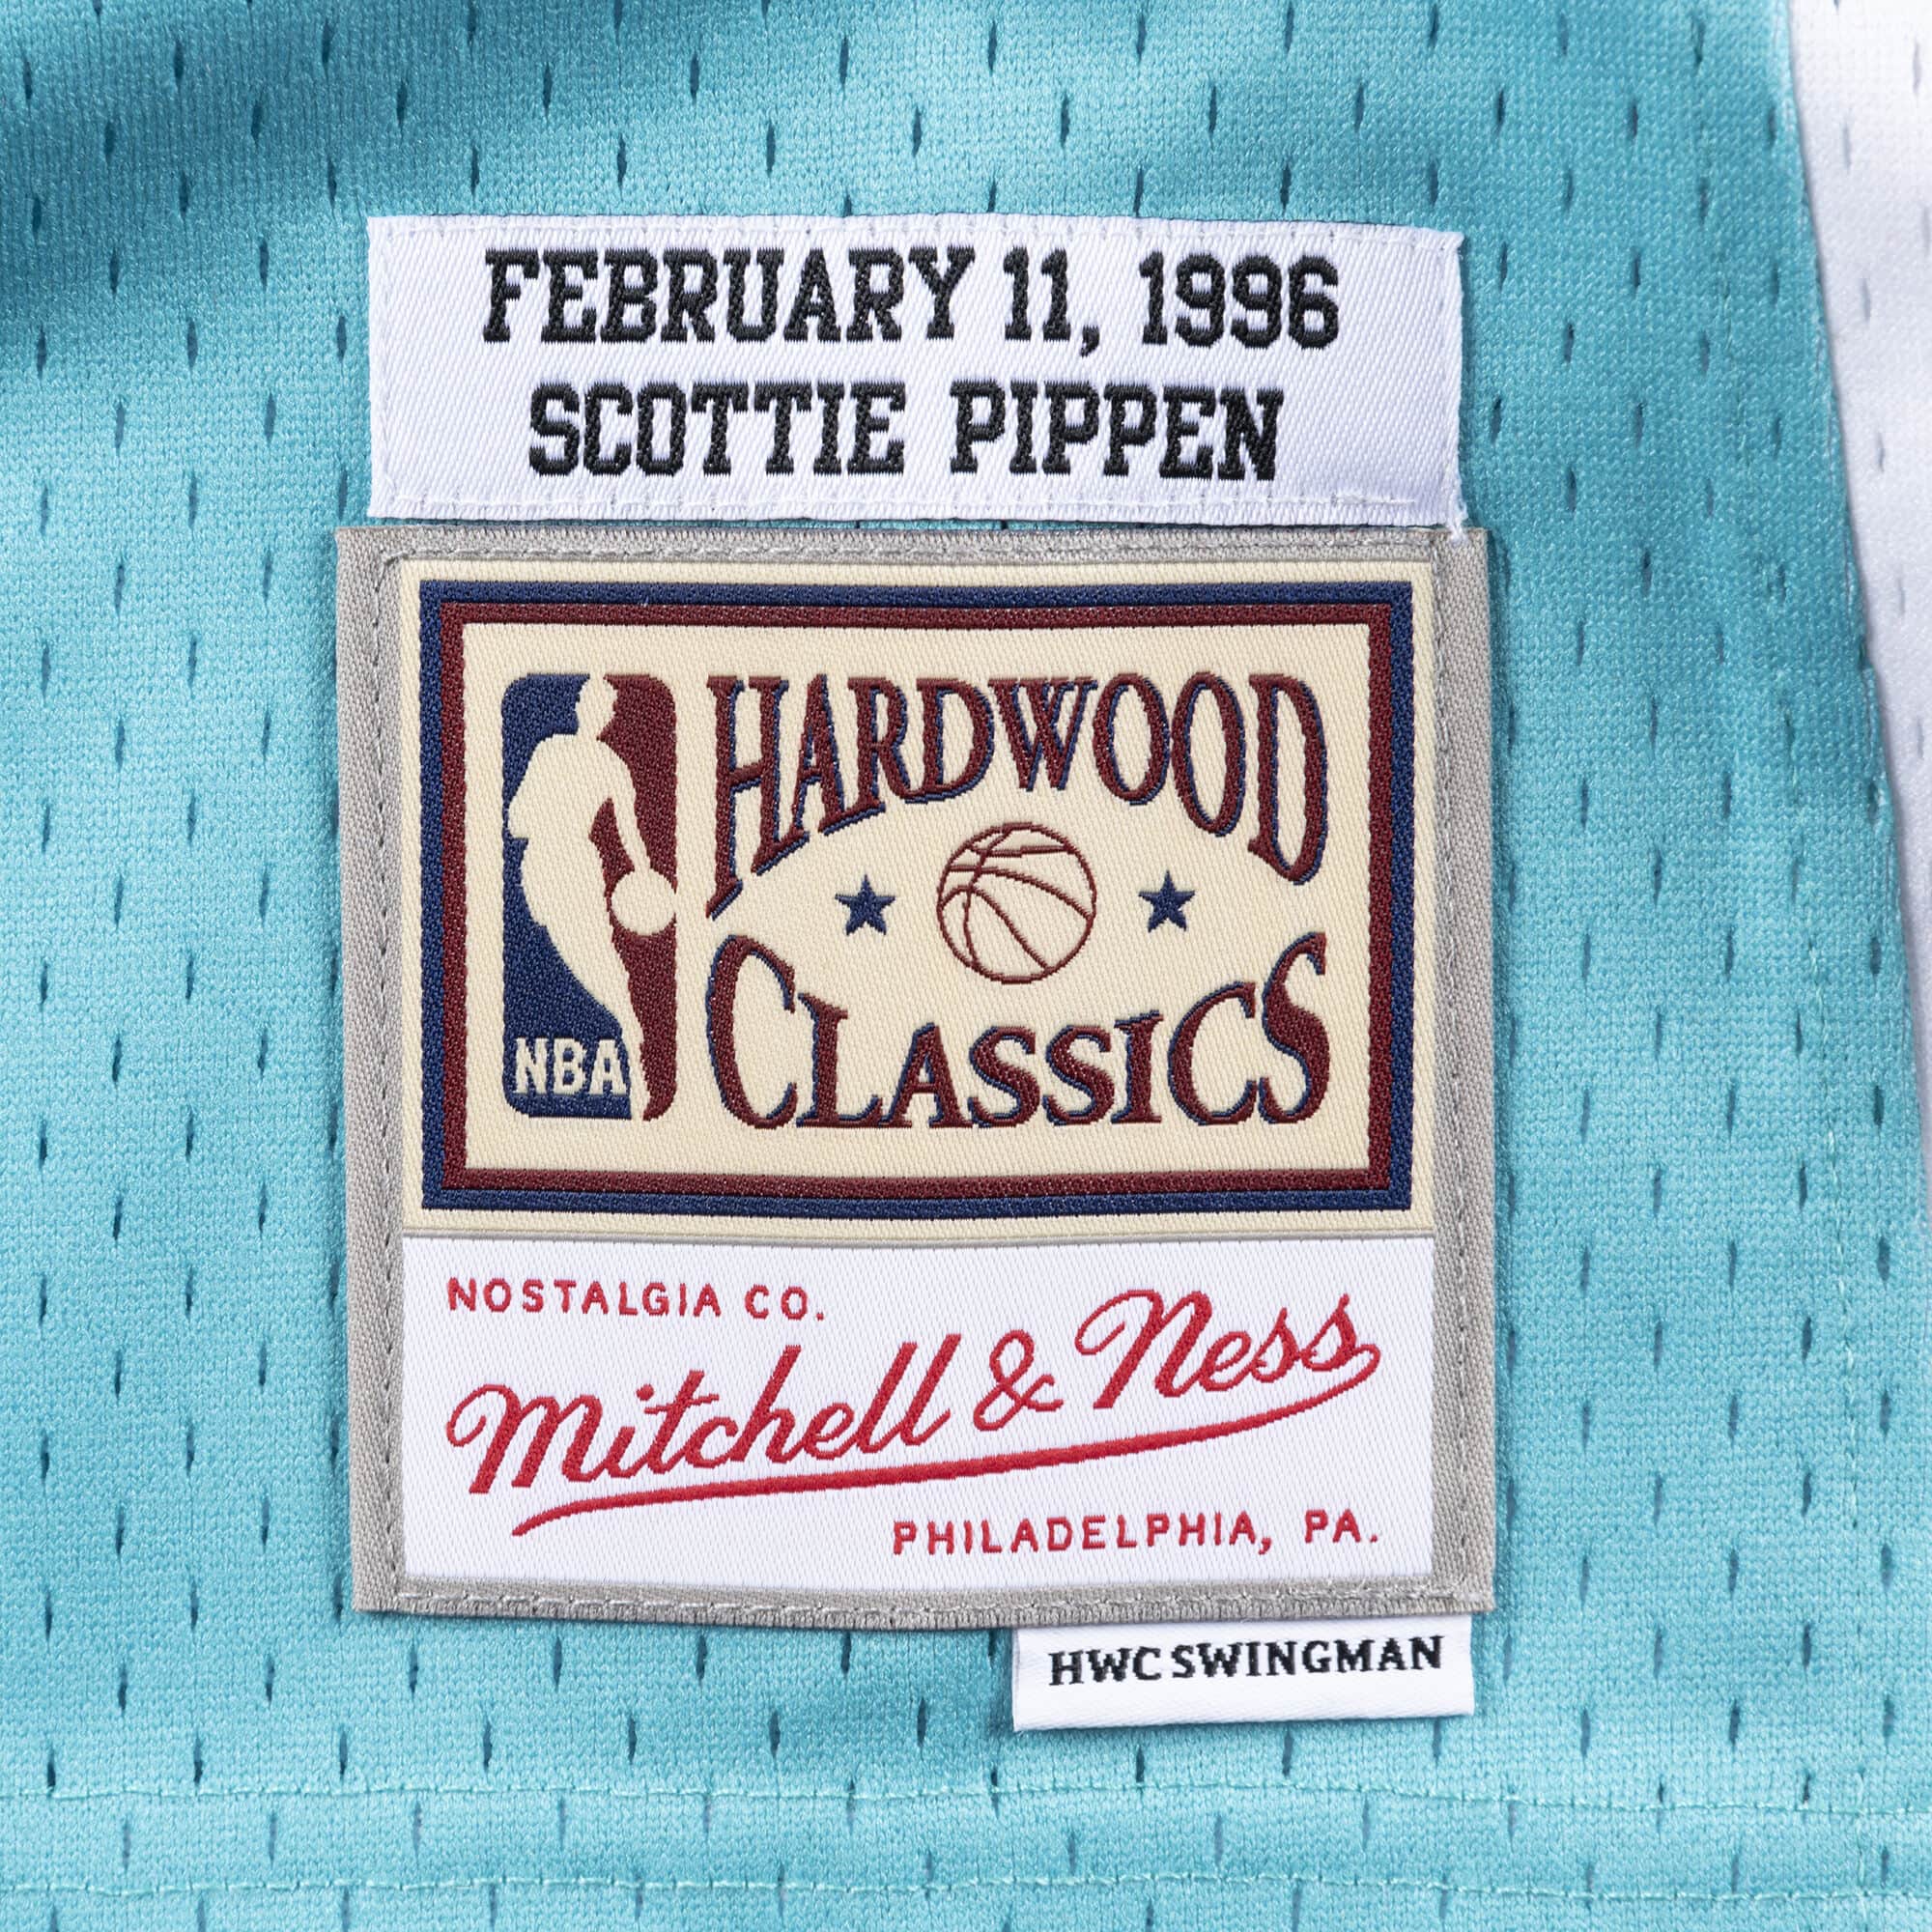 FEBRUARY 11, 1996
SCOTTIE PIPPEN
HARDWOOD
CLASSICS
NBA
NOSTALGIA CO.
Mitchell & Ness
PHILADELPHIA, PA.
HWC SWINGMAN